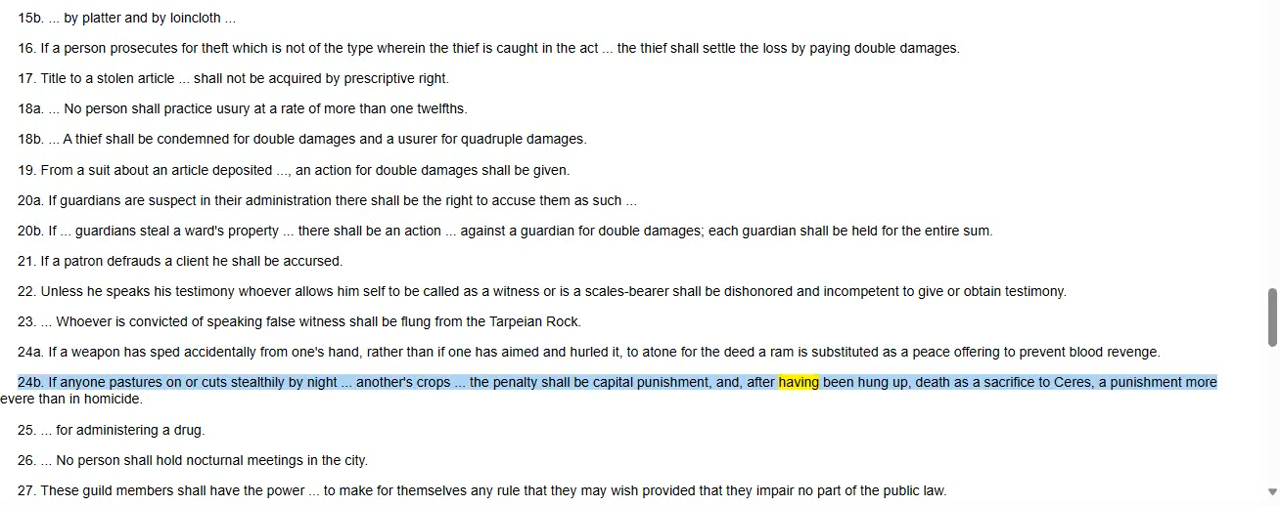 15b. ... by platter and by loincloth ...
16. If a person prosecutes for theft which is not of the type wherein the thief is caught in the act ... the thief shall settle the loss by paying double damages.
17. Title to a stolen article ... shall not be acquired by prescriptive right.
18a. ... No person shall practice usury at a rate of more than one twelfths.
18b. ... A thief shall be condemned for double damages and a usurer for quadruple damages.
19. From a suit about an article deposited ..., an action for double damages shall be given.
20a. If guardians are suspect in their administration there shall be the right to accuse them as such ...
20b. If ... guardians steal a ward's property ... there shall be an action ... against a guardian for double damages; each guardian shall be held for the entire sum.
21. If a patron defrauds a client he shall be accursed.
22. Unless he speaks his testimony whoever allows him self to be called as a witness or is a scales-bearer shall be dishonored and incompetent to give or obtain testimony.
23. ... Whoever is convicted of speaking false witness shall be flung from the Tarpeian Rock.
24a. If a weapon has sped accidentally from one's hand, rather than if one has aimed and hurled it, to atone for the deed a ram is substituted as a peace offering to prevent blood revenge.
24b. If anyone pastures on or cuts stealthily by night ... another's crops ... the penalty shall be capital punishment, and, after having been hung up, death as a sacrifice to Ceres, a punishment more
evere than in homicide.
25. ... for administering a drug.
26. ... No person shall hold nocturnal meetings in the city.
27. These guild members shall have the power ... to make for themselves any rule that they may wish provided that they impair no part of the public law.